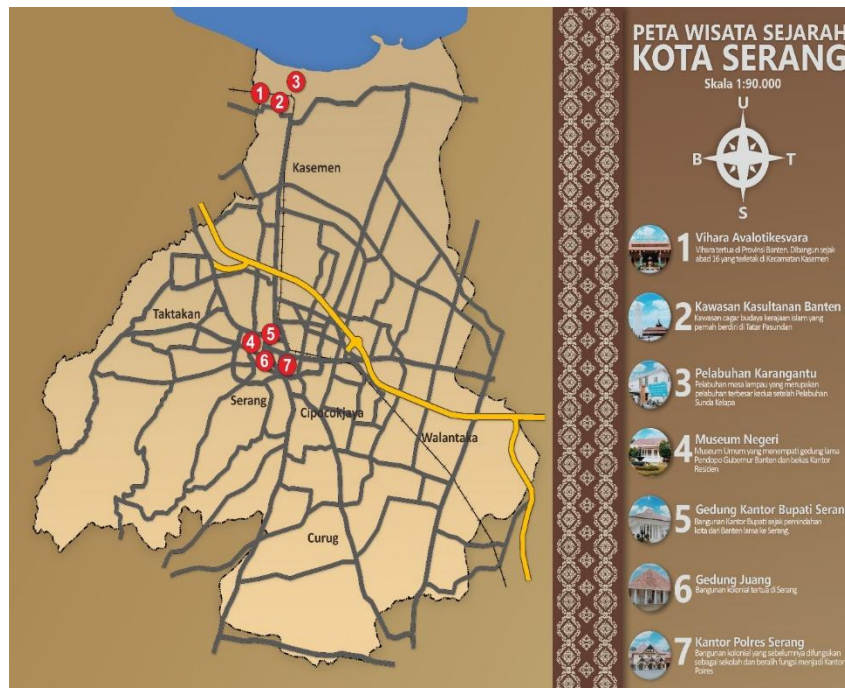 PETA WISATA SEJARAH
KOTA SERANG
Skala 1:90.000
U
B
T
S
1
2
3
Kasemen
Taktakan
4
5
6
7
Serang
Cipocokjaya
Walantaka
Curug
1
Vihara Avalotikesvara
Vihara tertua di Provinsi Banten. Dibangun sejak
abad 16 yang terletak di Kecamatan Kasemen
2
Kawasan Kasultanan Banten
Kawasan cagar budaya kerajaan islam yang
pernah berdiri di Tatar Pasundan
3
Pelabuhan Karangantu
Pelabuhan masa lampau yang merupakan
pelabuhan terbesar kedua setelah Pelabuhan
Sunda Kelapa
4
Museum Negeri
Museum Umum yang menempati gedung lama
Pendopo Gubernur Banten dan bekas Kantor
Residen
5
Gedung Kantor Bupati Seran
Bangunan Kantor Bupati sejak pemindahan
kota dari Banten lama ke Serang.
6
Gedung Juang
Bangunan kolonial tertua di Serang
7
Kantor Polres Serang
Bangunan kolonial yang sebelumnya difungsikan
sebagai sekolah dan beralih fungsi menjadi Kantor
Polres